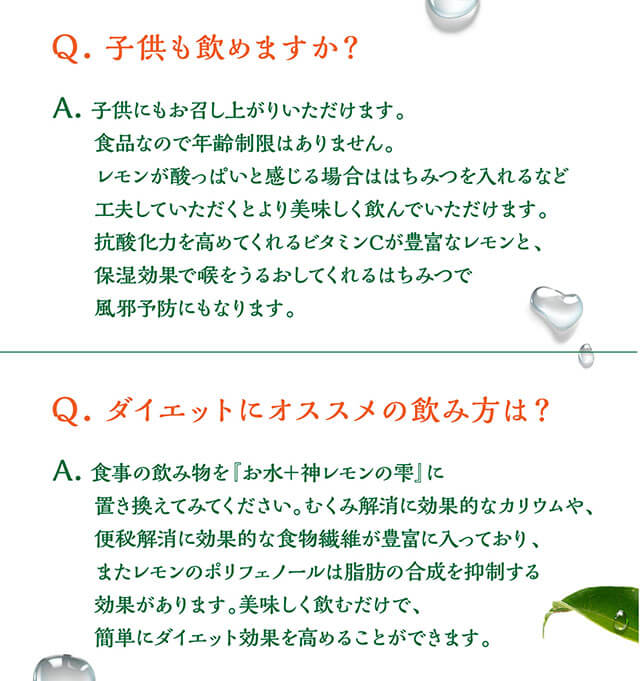 Q. 子供も飲めますか？
A. 子供にもお召し上がりいただけます。
食品なので年齢制限はありません。
レモンが酸っぱいと感じる場合ははちみつを入れるなど
工夫していただくとより美味しく飲んでいただけます。
抗酸化力を高めてくれるビタミンCが豊富なレモンと、
保湿効果で喉をうるおしてくれるはちみつで
風邪予防にもなります。
Q. ダイエットにオススメの飲み方は？
A. 食事の飲み物を『お水＋神レモンの雫』に
置き換えてみてください。むくみ解消に効果的なカリウムや、
便秘解消に効果的な食物繊維が豊富に入っており、
またレモンのポリフェノールは脂肪の合成を抑制する
効果があります。美味しく飲むだけで、
簡単にダイエット効果を高めることができます。